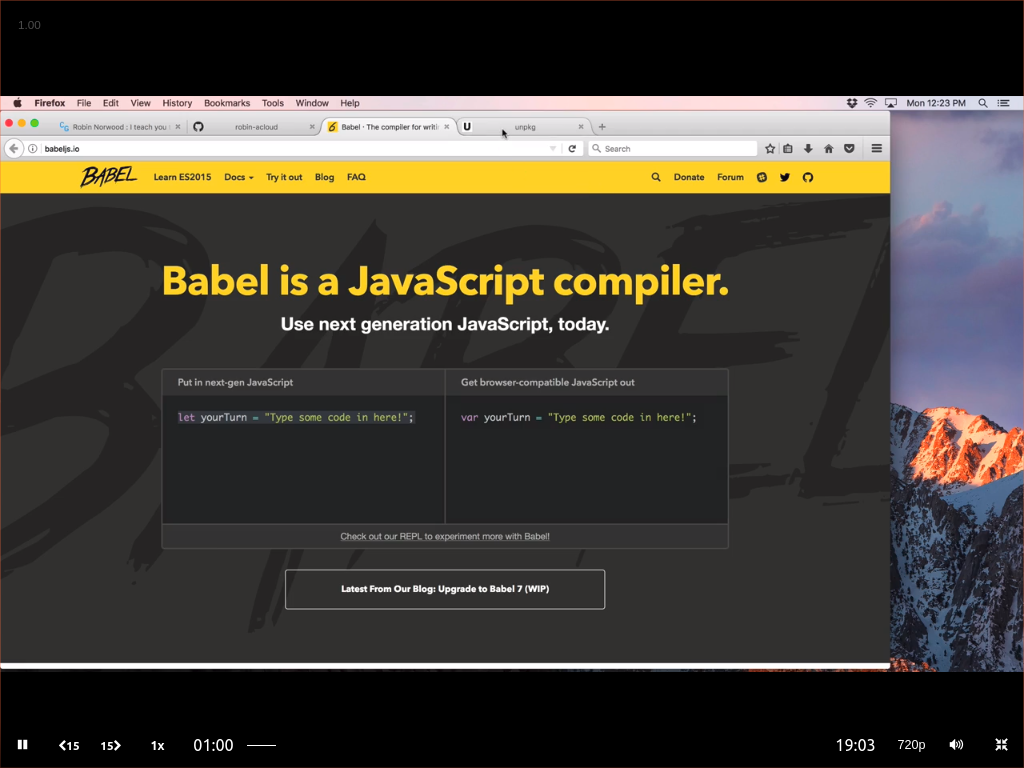 1.00
Firefox File Edit View History Bookmarks Tools Window Help Mon 12:23 PM
Robin Norwood : I teach you robin-acloud Babel · The compiler for writi unpkg
babeljs.io Search
BABEL Learn ES2015 Docs Try it out Blog FAQ Donate Forum
Babel is a JavaScript compiler.
Use next generation JavaScript, today.
Put in next-gen JavaScript Get browser-compatible JavaScript out
let yourTurn = "Type some code in here!"; var yourTurn = "Type some code in here!";
Check out our REPL to experiment more with Babel!
Latest From Our Blog: Upgrade to Babel 7 (WIP)
15 15 1x 01:00 19:03 720p